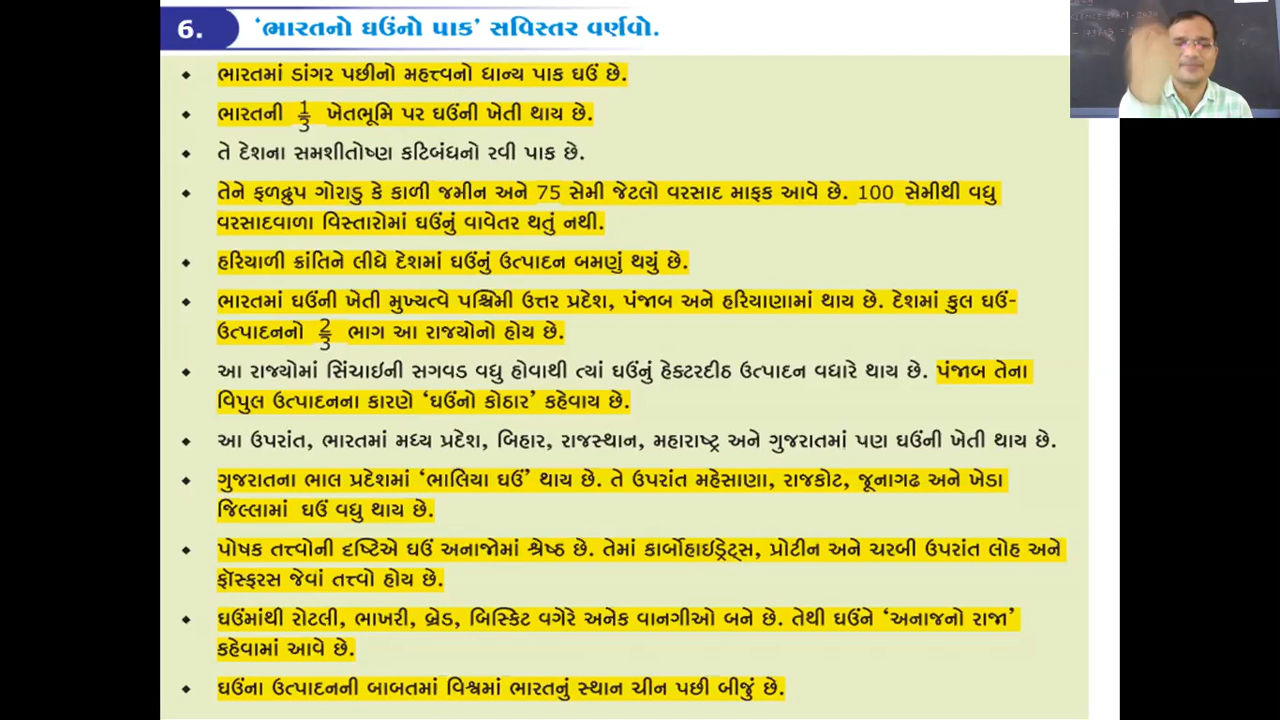 6. ‘ભારતનો ઘઉંનો પાક’ સવિસ્તર વર્ણવો.
◆ ભારતમાં ડાંગર પછીનો મહત્ત્વનો ધાન્ય પાક ઘઉં છે.
◆ ભારતની 1/3 ખેતભૂમિ પર ઘઉંની ખેતી થાય છે.
◆ તે દેશના સમશીતોષ્ણ કટિબંધનો રવી પાક છે.
◆ તેને ફળદ્રુપ ગોરાડુ કે કાળી જમીન અને 75 સેમી જેટલો વરસાદ માફક આવે છે. 100 સેમીથી વધુ
વરસાદવાળા વિસ્તારોમાં ઘઉંનું વાવેતર થતું નથી.
◆ હરિયાળી ક્રાંતિને લીધે દેશમાં ઘઉંનું ઉત્પાદન બમણું થયું છે.
◆ ભારતમાં ઘઉંની ખેતી મુખ્યત્વે પશ્ચિમી ઉત્તર પ્રદેશ, પંજાબ અને હરિયાણામાં થાય છે. દેશમાં કુલ ઘઉં-
ઉત્પાદનનો 2/3 ભાગ આ રાજ્યોનો હોય છે.
◆ આ રાજ્યોમાં સિંચાઇની સગવડ વધુ હોવાથી ત્યાં ઘઉંનું હેક્ટરદીઠ ઉત્પાદન વધારે થાય છે. પંજાબ તેના
વિપુલ ઉત્પાદનના કારણે ‘ઘઉંનો કોઠાર’ કહેવાય છે.
◆ આ ઉપરાંત, ભારતમાં મધ્ય પ્રદેશ, બિહાર, રાજસ્થાન, મહારાષ્ટ્ર અને ગુજરાતમાં પણ ઘઉંની ખેતી થાય છે.
◆ ગુજરાતના ભાલ પ્રદેશમાં ‘ભાલિયા ઘઉં’ થાય છે. તે ઉપરાંત મહેસાણા, રાજકોટ, જૂનાગઢ અને ખેડા
જિલ્લામાં ઘઉં વધુ થાય છે.
◆ પોષક તત્ત્વોની દૃષ્ટિએ ઘઉં અનાજોમાં શ્રેષ્ઠ છે. તેમાં કાર્બોહાઈડ્રેટ્સ, પ્રોટીન અને ચરબી ઉપરાંત લોહ અને
ફૉસ્ફરસ જેવાં તત્ત્વો હોય છે.
◆ ઘઉંમાંથી રોટલી, ભાખરી, બ્રેડ, બિસ્કિટ વગેરે અનેક વાનગીઓ બને છે. તેથી ઘઉંને ‘અનાજનો રાજા’
કહેવામાં આવે છે.
◆ ઘઉંના ઉત્પાદનની બાબતમાં વિશ્વમાં ભારતનું સ્થાન ચીન પછી બીજું છે.